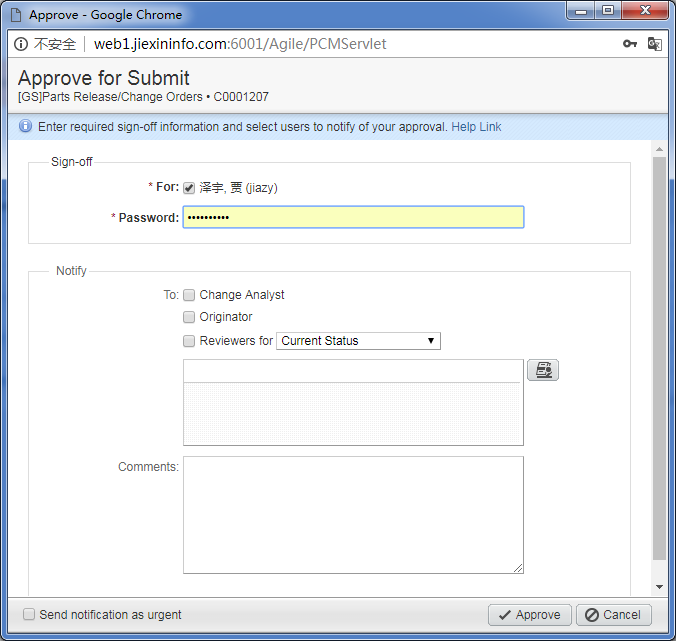 Approve - Google Chrome
不安全 web1.jiexininfo.com:6001/Agile/PCMServlet
Approve for Submit
[GS]Parts Release/Change Orders • C0001207
Enter required sign-off information and select users to notify of your approval. Help Link
Sign-off
* For: 泽宇, 贾 (jiazy)
* Password: ••••••••••
Notify
To: Change Analyst
Originator
Reviewers for Current Status
Comments:
Send notification as urgent Approve Cancel